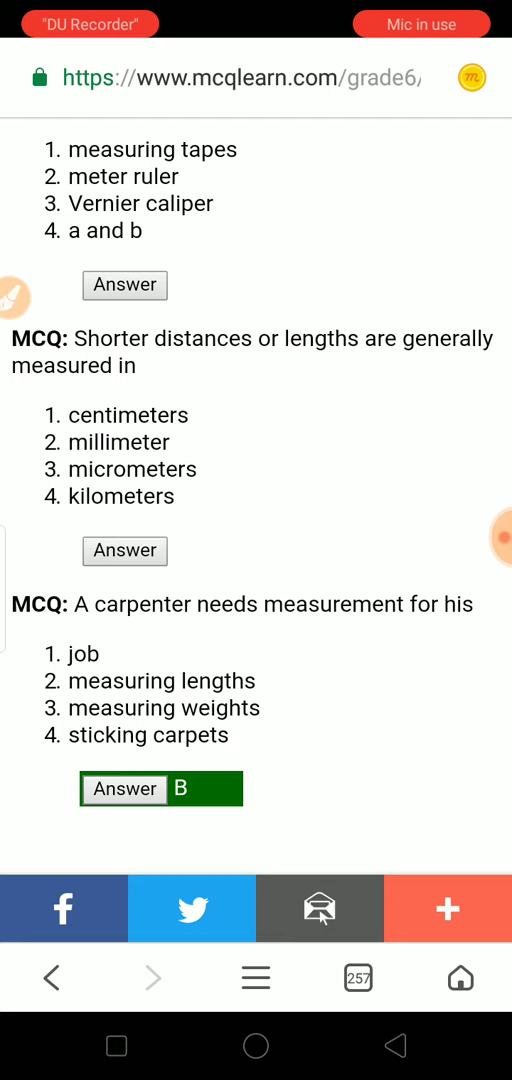 "DU Recorder"
Mic in use
https://www.mcqlearn.com/grade6/
m
1. measuring tapes
2. meter ruler
3. Vernier caliper
4. a and b
Answer
MCQ: Shorter distances or lengths are generally
measured in
1. centimeters
2. millimeter
3. micrometers
4. kilometers
Answer
MCQ: A carpenter needs measurement for his
1. job
2. measuring lengths
3. measuring weights
4. sticking carpets
Answer B
257